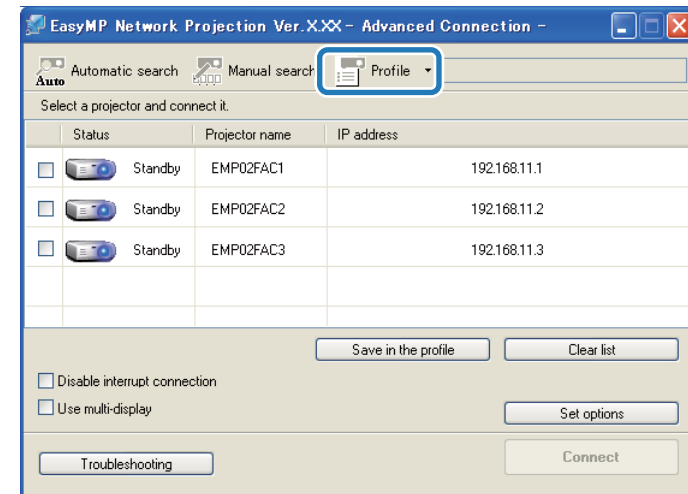 EasyMP Network Projection Ver.X.XX - Advanced Connection -
Auto Automatic search Manual search Profile
Select a projector and connect it.
Status Projector name IP address
Standby EMP02FAC1 192.168.11.1
Standby EMP02FAC2 192.168.11.2
Standby EMP02FAC3 192.168.11.3
Save in the profile Clear list
Disable interrupt connection
Use multi-display
Set options
Troubleshooting Connect